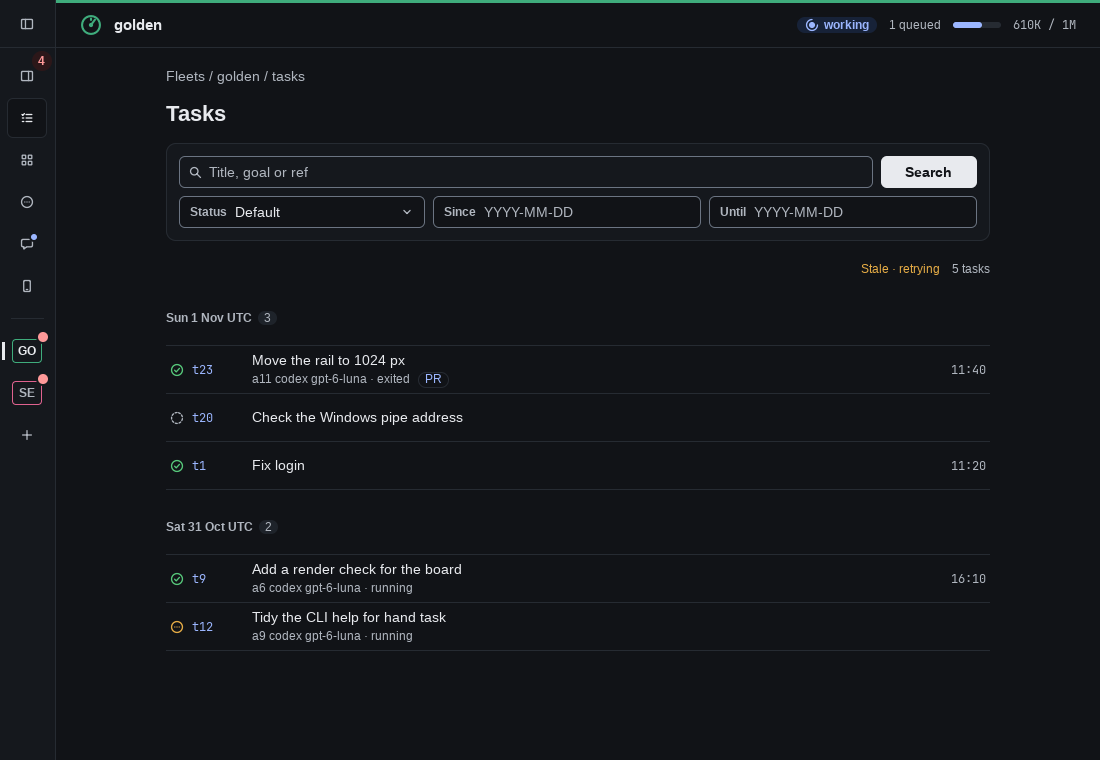 golden
working
1 queued
610K / 1M
4
Fleets / golden / tasks
Tasks
Title, goal or ref
Search
Status Default
Since YYYY-MM-DD
Until YYYY-MM-DD
Stale · retrying
5 tasks
Sun 1 Nov UTC 3
t23 Move the rail to 1024 px 11:40
a11 codex gpt-6-luna · exited PR
t20 Check the Windows pipe address
t1 Fix login 11:20
Sat 31 Oct UTC 2
t9 Add a render check for the board 16:10
a6 codex gpt-6-luna · running
t12 Tidy the CLI help for hand task
a9 codex gpt-6-luna · running
GO
SE